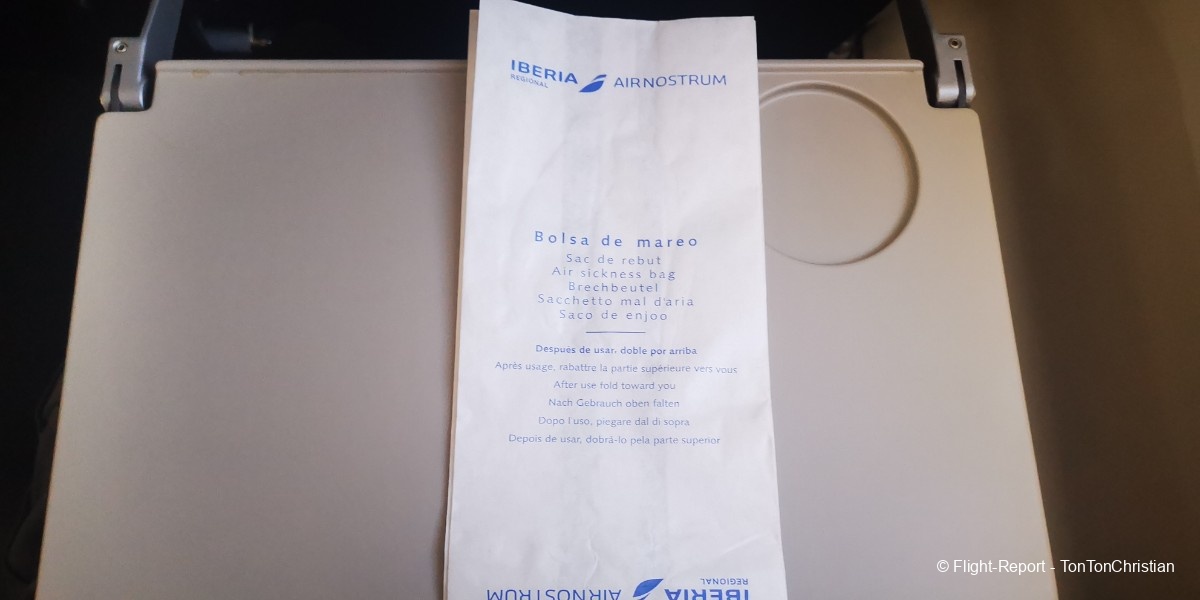 IBERIA AIRNOSTRUM
REGIONAL
Bolsa de mareo
Sac de rebut
Air sickness bag
Brechbeutel
Sacchetto mal d'aria
Saco de enjoo
Después de usar, doble por arriba
Après usage, rabattre la partie supérieure vers vous
After use fold toward you
Nach Gebrauch oben falten
Dopo l'uso, piegare dal di sopra
Depois de usar, dobrá-lo pela parte superior
IBERIA AIRNOSTRUM
REGIONAL
© Flight-Report - TonTonChristian